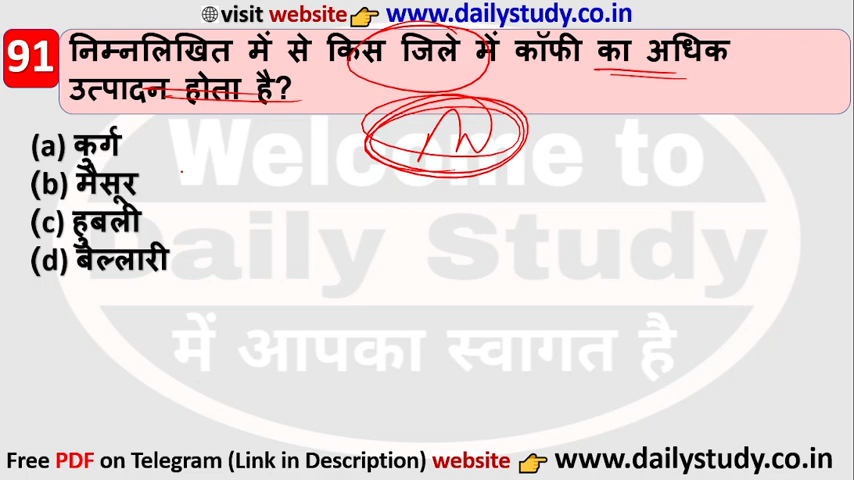 visit website www.dailystudy.co.in
91 निम्नलिखित में से किस जिले में कॉफी का अधिक
उत्पादन होता है?
(a) कुर्ग
(b) मैसूर
(c) हुबली
(d) बेल्लारी
Welcome to
Daily Study
में आपका स्वागत है
Free PDF on Telegram (Link in Description) website www.dailystudy.co.in